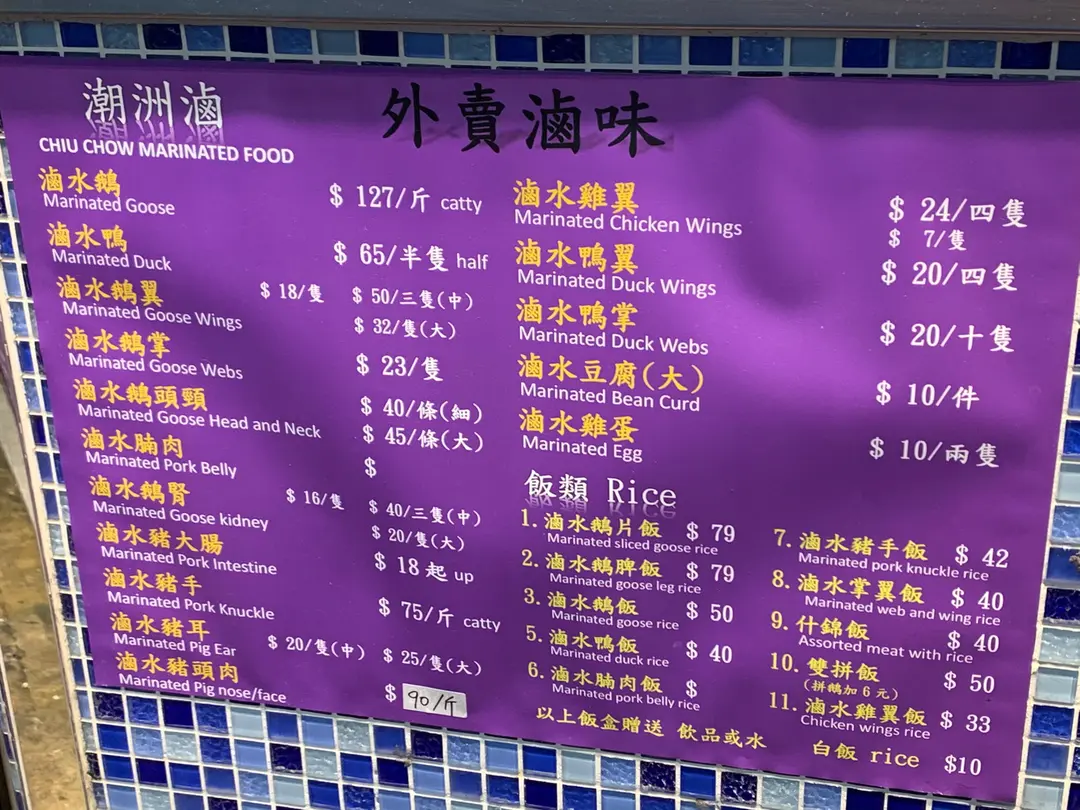 潮洲滷
CHIU CHOW MARINATED FOOD
外賣滷味
滷水鵝 $ 127/斤 catty
Marinated Goose
滷水鴨 $ 65/半隻 half
Marinated Duck
滷水鵝翼 $ 18/隻 $ 50/三隻(中)
Marinated Goose Wings $ 32/隻(大)
滷水鵝掌 $ 23/隻
Marinated Goose Webs
滷水鵝頭頸 $ 40/條(細)
Marinated Goose Head and Neck $ 45/條(大)
滷水腩肉 $
Marinated Pork Belly
滷水鵝腎 $ 16/隻 $ 40/三隻(中)
Marinated Goose kidney $ 20/隻(大)
滷水豬大腸 $ 18 起 up
Marinated Pork Intestine
滷水豬手 $ 75/斤 catty
Marinated Pork Knuckle
滷水豬耳 $ 20/隻(中) $ 25/隻(大)
Marinated Pig Ear
滷水豬頭肉 $ 90/斤
Marinated Pig nose/face
滷水雞翼 $ 24/四隻
Marinated Chicken Wings $ 7/隻
滷水鴨翼 $ 20/四隻
Marinated Duck Wings
滷水鴨掌 $ 20/十隻
Marinated Duck Webs
滷水豆腐(大) $ 10/件
Marinated Bean Curd
滷水雞蛋 $ 10/兩隻
Marinated Egg
飯類 Rice
1. 滷水鵝片飯 $ 79
Marinated sliced goose rice
2. 滷水鵝脾飯 $ 79
Marinated goose leg rice
3. 滷水鵝飯 $ 50
Marinated goose rice
5. 滷水鴨飯 $ 40
Marinated duck rice
6. 滷水腩肉飯 $
Marinated pork belly rice
7. 滷水豬手飯 $ 42
Marinated pork knuckle rice
8. 滷水掌翼飯 $ 40
Marinated web and wing rice
9. 什錦飯 $ 40
Assorted meat with rice
10. 雙拼飯 $ 50
(拼鵝加 6 元)
11. 滷水雞翼飯 $ 33
Chicken wings rice
以上飯盒贈送 飲品或水
白飯 rice $10